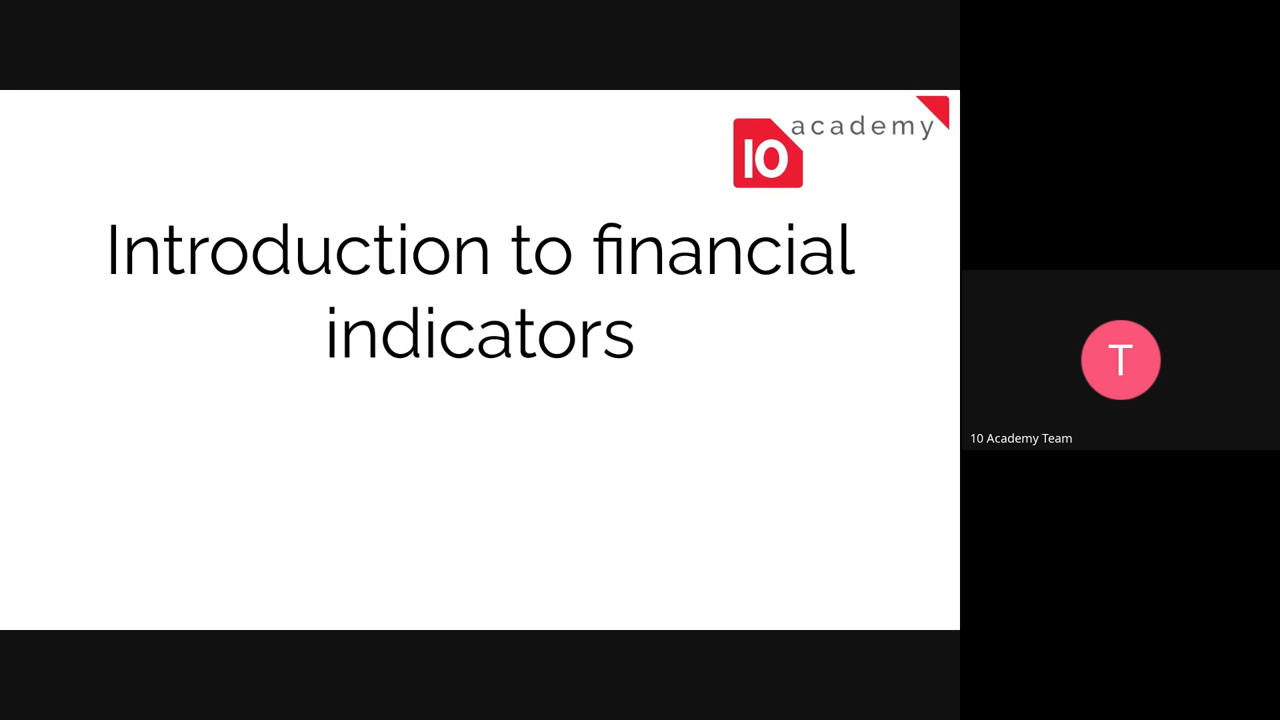 academy
10
Introduction to financial
indicators
T
10 Academy Team